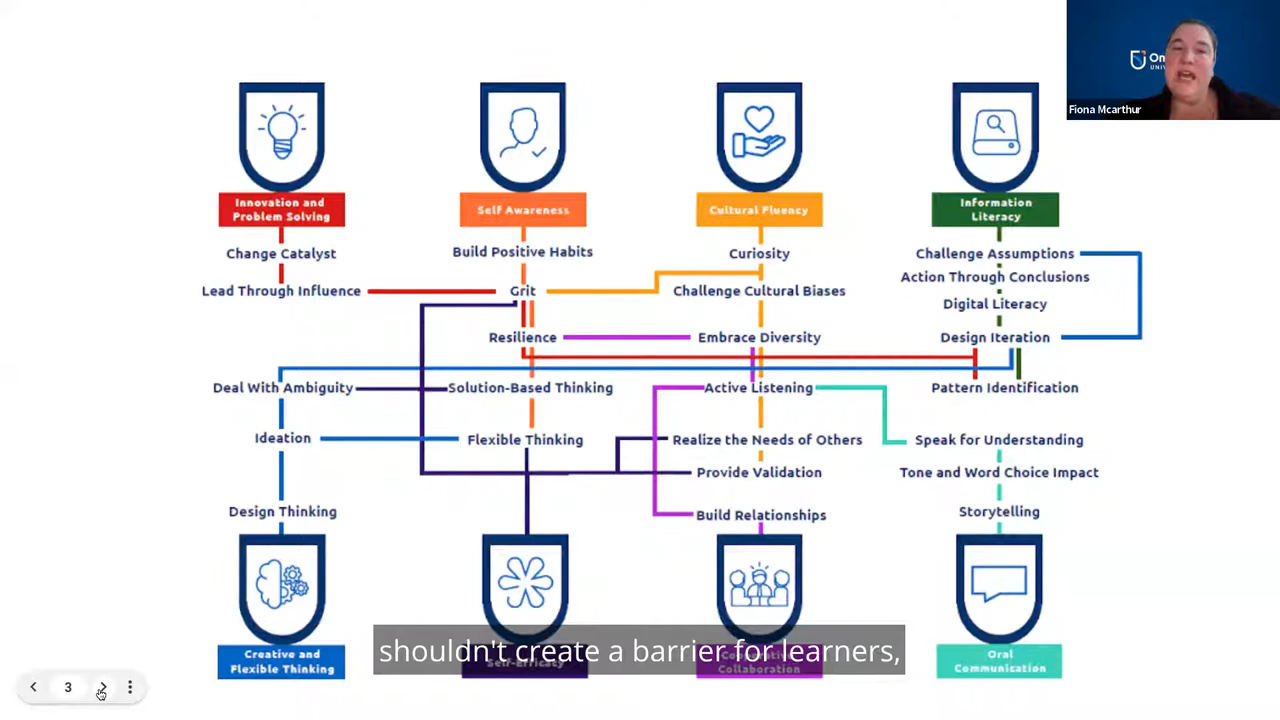 Fiona Mcarthur
Innovation and
Problem Solving
Self Awareness
Cultural Fluency
Information
Literacy
Change Catalyst
Build Positive Habits
Curiosity
Challenge Assumptions
Action Through Conclusions
Lead Through Influence
Grit
Challenge Cultural Biases
Digital Literacy
Resilience
Embrace Diversity
Design Iteration
Deal With Ambiguity
Solution-Based Thinking
Active Listening
Pattern Identification
Ideation
Flexible Thinking
Realize the Needs of Others
Speak for Understanding
Provide Validation
Tone and Word Choice Impact
Design Thinking
Build Relationships
Storytelling
Creative and
Flexible Thinking
Self-Efficacy
Collaboration
Oral
Communication
shouldn't create a barrier for learners,
3